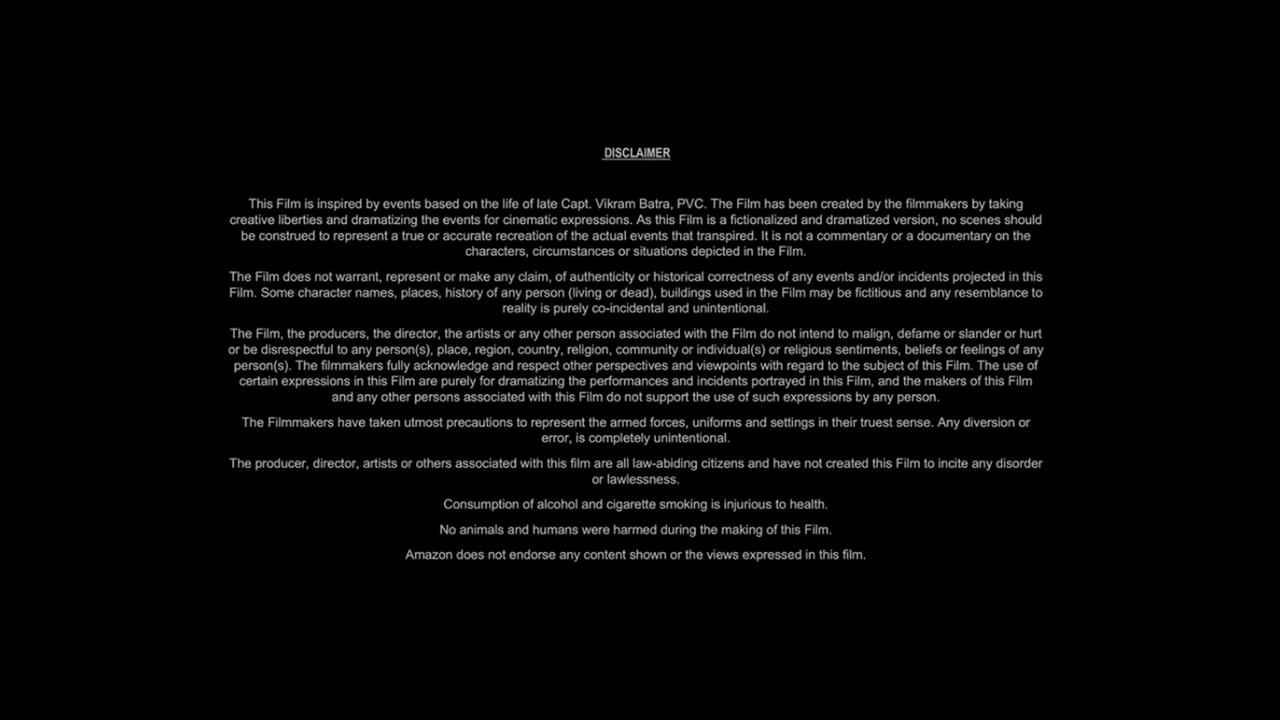 DISCLAIMER
This Film is inspired by events based on the life of late Capt. Vikram Batra, PVC. The Film has been created by the filmmakers by taking
creative liberties and dramatizing the events for cinematic expressions. As this Film is a fictionalized and dramatized version, no scenes should
be construed to represent a true or accurate recreation of the actual events that transpired. It is not a commentary or a documentary on the
characters, circumstances or situations depicted in the Film.
The Film does not warrant, represent or make any claim, of authenticity or historical correctness of any events and/or incidents projected in this
Film. Some character names, places, history of any person (living or dead), buildings used in the Film may be fictitious and any resemblance to
reality is purely co-incidental and unintentional.
The Film, the producers, the director, the artists or any other person associated with the Film do not intend to malign, defame or slander or hurt
or be disrespectful to any person(s), place, region, country, religion, community or individual(s) or religious sentiments, beliefs or feelings of any
person(s). The filmmakers fully acknowledge and respect other perspectives and viewpoints with regard to the subject of this Film. The use of
certain expressions in this Film are purely for dramatizing the performances and incidents portrayed in this Film, and the makers of this Film
and any other persons associated with this Film do not support the use of such expressions by any person.
The Filmmakers have taken utmost precautions to represent the armed forces, uniforms and settings in their truest sense. Any diversion or
error, is completely unintentional.
The producer, director, artists or others associated with this film are all law-abiding citizens and have not created this Film to incite any disorder
or lawlessness.
Consumption of alcohol and cigarette smoking is injurious to health.
No animals and humans were harmed during the making of this Film.
Amazon does not endorse any content shown or the views expressed in this film.